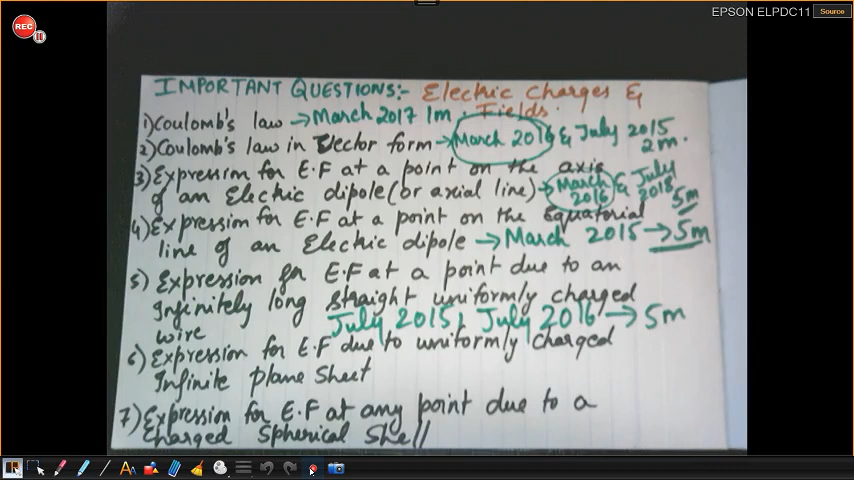 EPSON ELPDC11 Source
REC
IMPORTANT QUESTIONS:- Electric Charges &
Fields.
1) Coulomb's law → March 2017 1m.
2) Coulomb's law in Vector form → March 2016 & July 2015
2m.
3) Expression for E.F at a point on the axis
of an Electric dipole (or axial line) → March 2016 & July 2018 5m
4) Expression for E.F at a point on the Equatorial
line of an Electric dipole → March 2015 → 5m
5) Expression for E.F at a point due to an
Infinitely long straight uniformly charged
wire July 2015, July 2016 → 5m
6) Expression for E.F due to uniformly charged
Infinite plane Sheet
7) Expression for E.F at any point due to a
Charged Spherical Shell